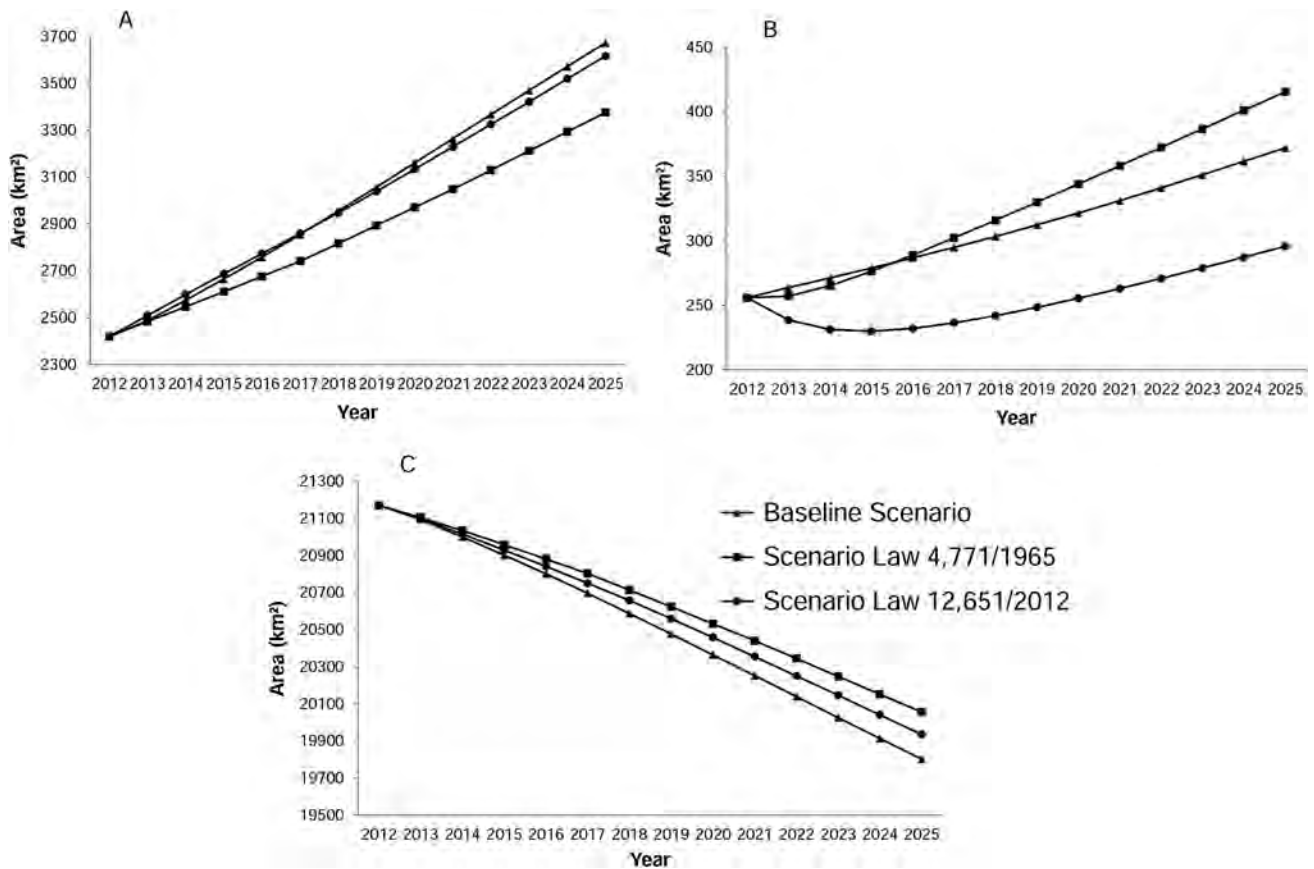 A
3700
3500
3300
3100
2900
2700
2500
2300
Area (km²)
2012 2013 2014 2015 2016 2017 2018 2019 2020 2021 2022 2023 2024 2025
Year
B
450
400
350
300
250
200
Area (km²)
2012 2013 2014 2015 2016 2017 2018 2019 2020 2021 2022 2023 2024 2025
Year
C
21300
21100
20900
20700
20500
20300
20100
19900
19700
19500
Area (km²)
2012 2013 2014 2015 2016 2017 2018 2019 2020 2021 2022 2023 2024 2025
Year
Baseline Scenario
Scenario Law 4,771/1965
Scenario Law 12,651/2012